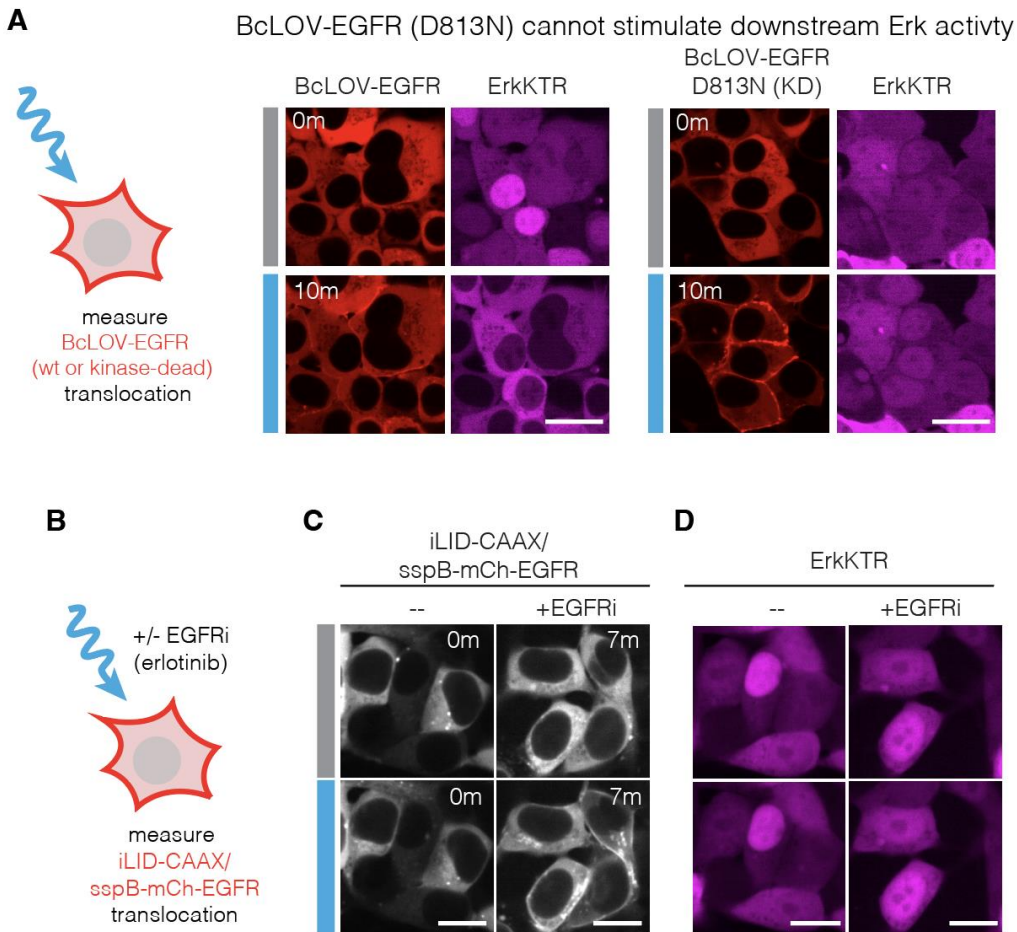 A
BcLOV-EGFR (D813N) cannot stimulate downstream Erk activty
BcLOV-EGFR
ErkKTR
BcLOV-EGFR
D813N (KD)
ErkKTR
0m
0m
10m
10m
measure
BcLOV-EGFR
(wt or kinase-dead)
translocation
B
+/- EGFRi
(erlotinib)
measure
iLID-CAAX/
sspB-mCh-EGFR
translocation
C
iLID-CAAX/
sspB-mCh-EGFR
--
+EGFRi
0m
7m
0m
7m
D
ErkKTR
--
+EGFRi